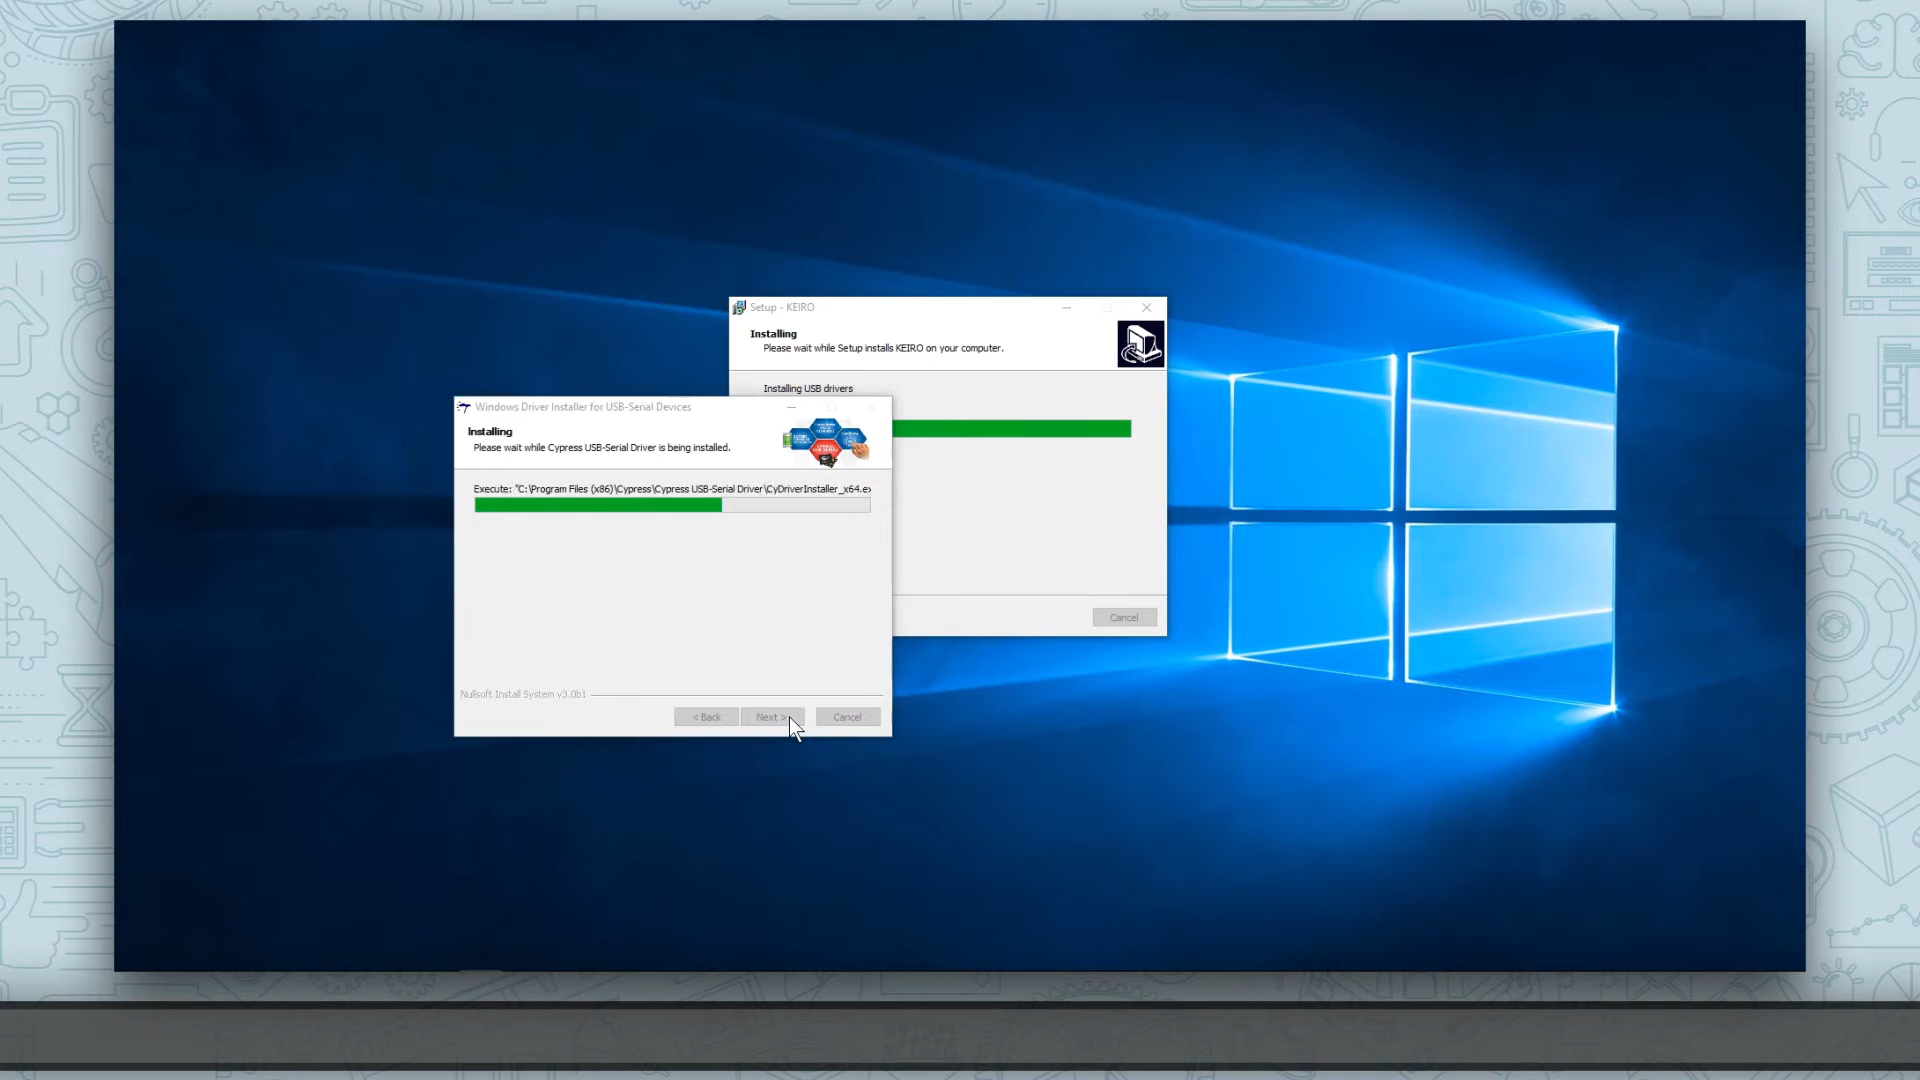 Setup - KEIRO
Installing
Please wait while Setup installs KEIRO on your computer.
Installing USB drivers
Cancel
Windows Driver Installer for USB-Serial Devices
Installing
Please wait while Cypress USB-Serial Driver is being installed.
Execute: "C:\Program Files (x86)\Cypress\Cypress USB-Serial Driver\CyDriverInstaller_x64.ex
Nullsoft Install System v3.0b1
< Back
Next >
Cancel